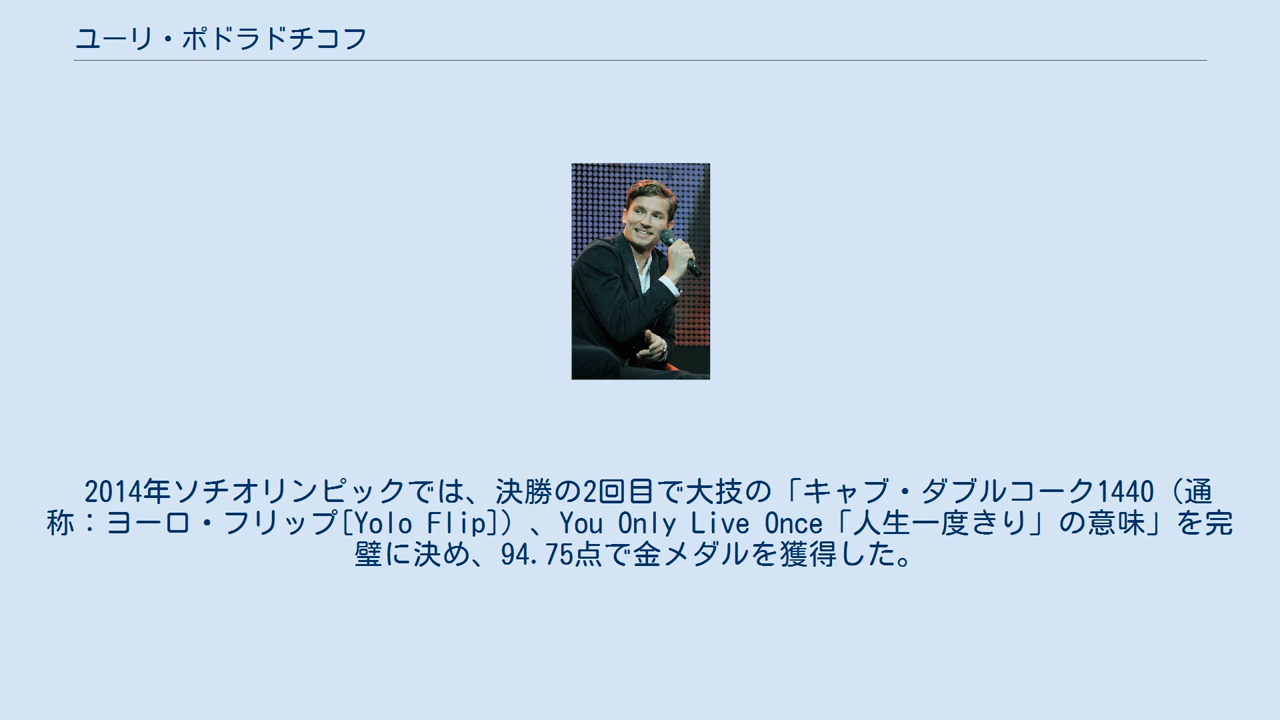 ユーリ・ポドラドチコフ
2014年ソチオリンピックでは、決勝の2回目で大技の「キャブ・ダブルコーク1440（通
称：ヨーロ・フリップ[Yolo Flip]）、You Only Live Once「人生一度きり」の意味」を完
璧に決め、94.75点で金メダルを獲得した。